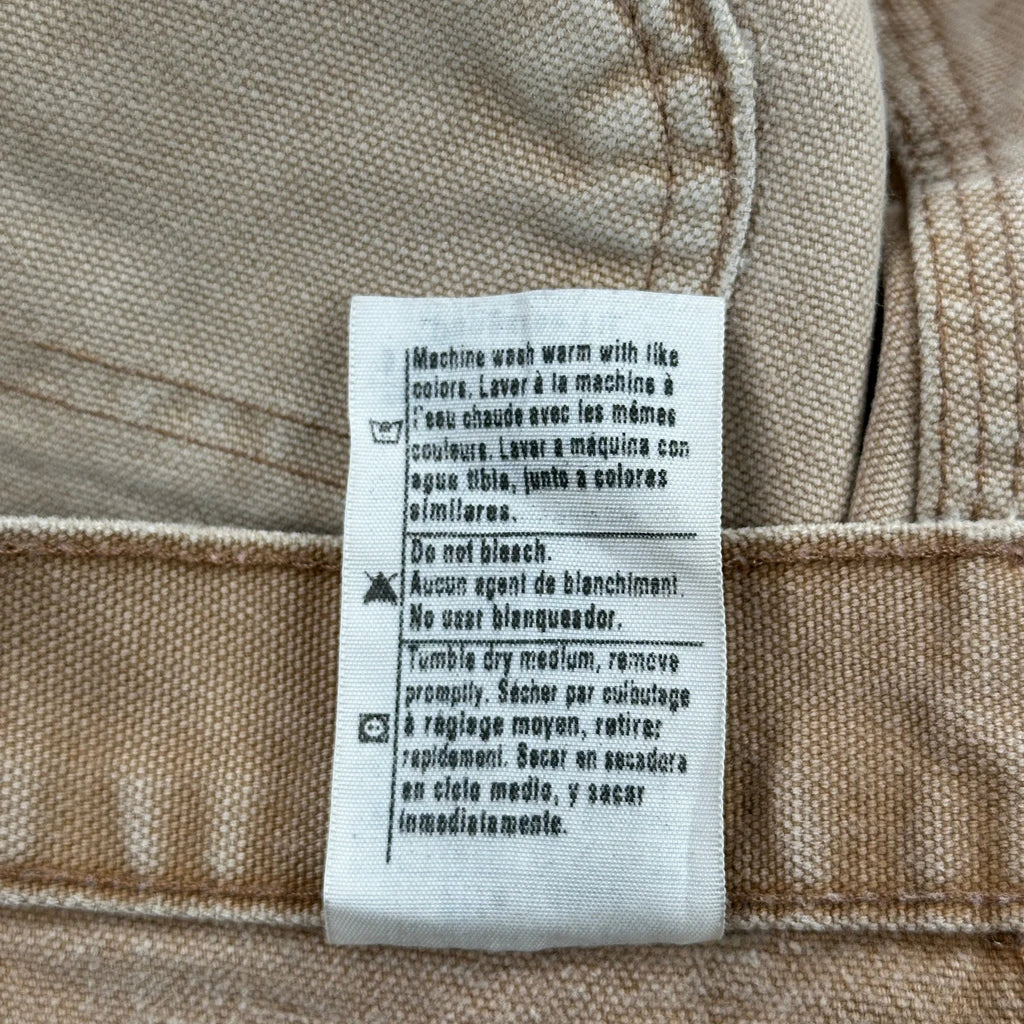 Machine wash warm with like
colors. Laver à la machine à
l'eau chaude avec les mémes
couleurs. Lavar a máquina con
agua tibia, junto a colores
similares.
Do not bleach.
Aucun agent de blanchiment.
No usar blanqueador.
Tumble dry medium, remove
promptly. Sécher par culbutage
à réglage moyen, retirer
rapidement. Secar en secadora
en ciclo medio, y sacar
inmediatamente.